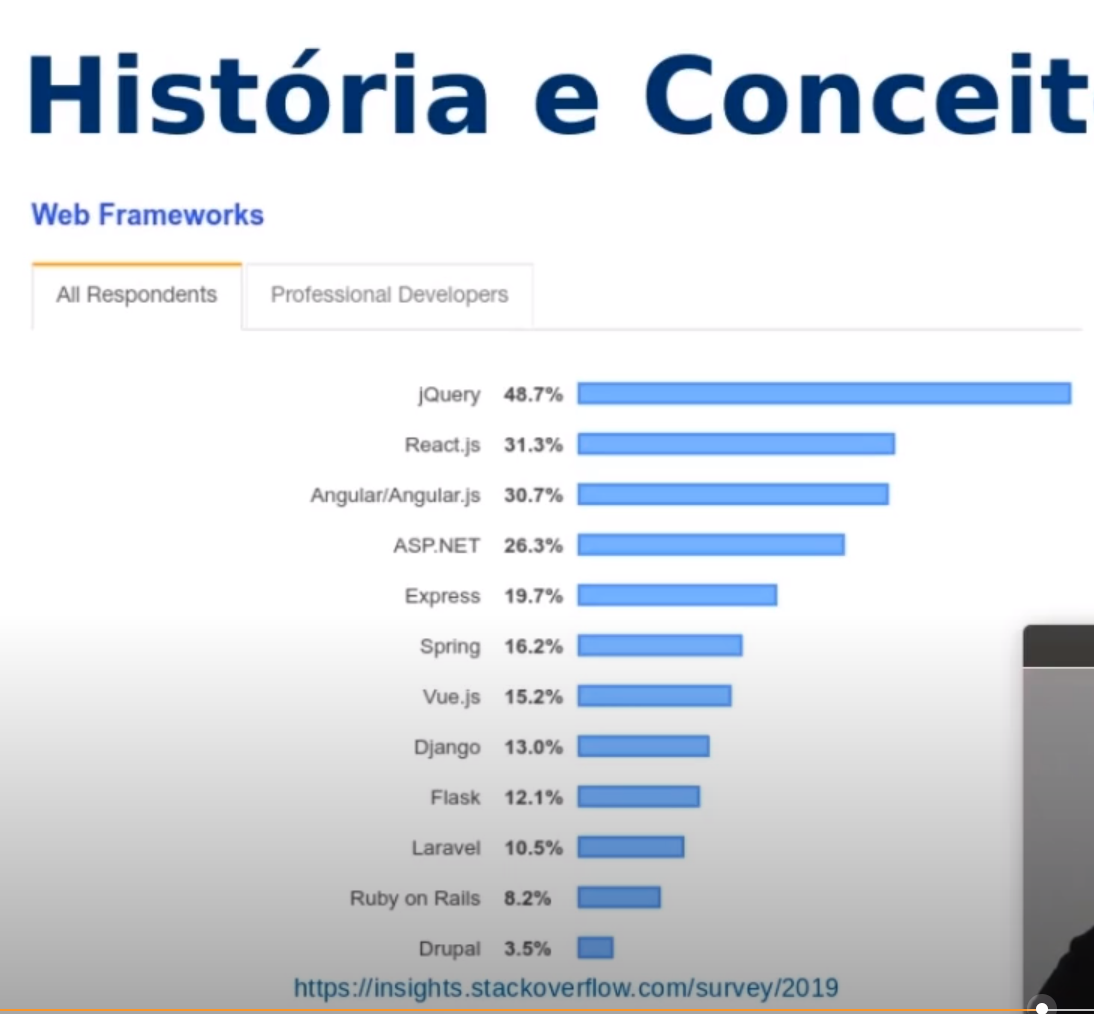 História e Conceit
Web Frameworks
All Respondents Professional Developers
jQuery 48.7%
React.js 31.3%
Angular/Angular.js 30.7%
ASP.NET 26.3%
Express 19.7%
Spring 16.2%
Vue.js 15.2%
Django 13.0%
Flask 12.1%
Laravel 10.5%
Ruby on Rails 8.2%
Drupal 3.5%
https://insights.stackoverflow.com/survey/2019